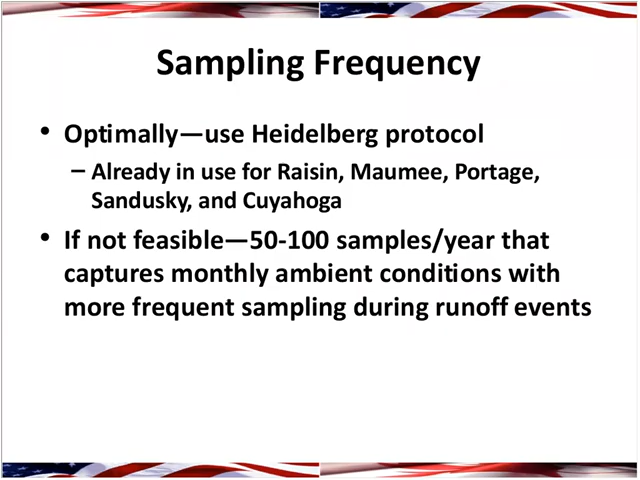 Sampling Frequency
• Optimally—use Heidelberg protocol
– Already in use for Raisin, Maumee, Portage,
Sandusky, and Cuyahoga
• If not feasible—50-100 samples/year that
captures monthly ambient conditions with
more frequent sampling during runoff events